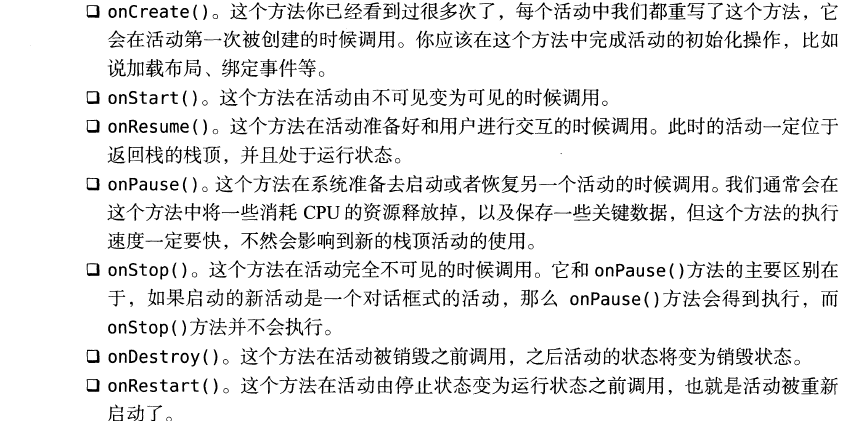 ❑ onCreate()。这个方法你已经看到过很多次了，每个活动中我们都重写了这个方法，它
会在活动第一次被创建的时候调用。你应该在这个方法中完成活动的初始化操作，比如
说加载布局、绑定事件等。
❑ onStart()。这个方法在活动由不可见变为可见的时候调用。
❑ onResume()。这个方法在活动准备好和用户进行交互的时候调用。此时的活动一定位于
返回栈的栈顶，并且处于运行状态。
❑ onPause()。这个方法在系统准备去启动或者恢复另一个活动的时候调用。我们通常会在
这个方法中将一些消耗 CPU 的资源释放掉，以及保存一些关键数据，但这个方法的执行
速度一定要快，不然会影响到新的栈顶活动的使用。
❑ onStop()。这个方法在活动完全不可见的时候调用。它和 onPause()方法的主要区别在
于，如果启动的新活动是一个对话框式的活动，那么 onPause()方法会得到执行，而
onStop()方法并不会执行。
❑ onDestroy()。这个方法在活动被销毁之前调用，之后活动的状态将变为销毁状态。
❑ onRestart()。这个方法在活动由停止状态变为运行状态之前调用，也就是活动被重新
启动了。